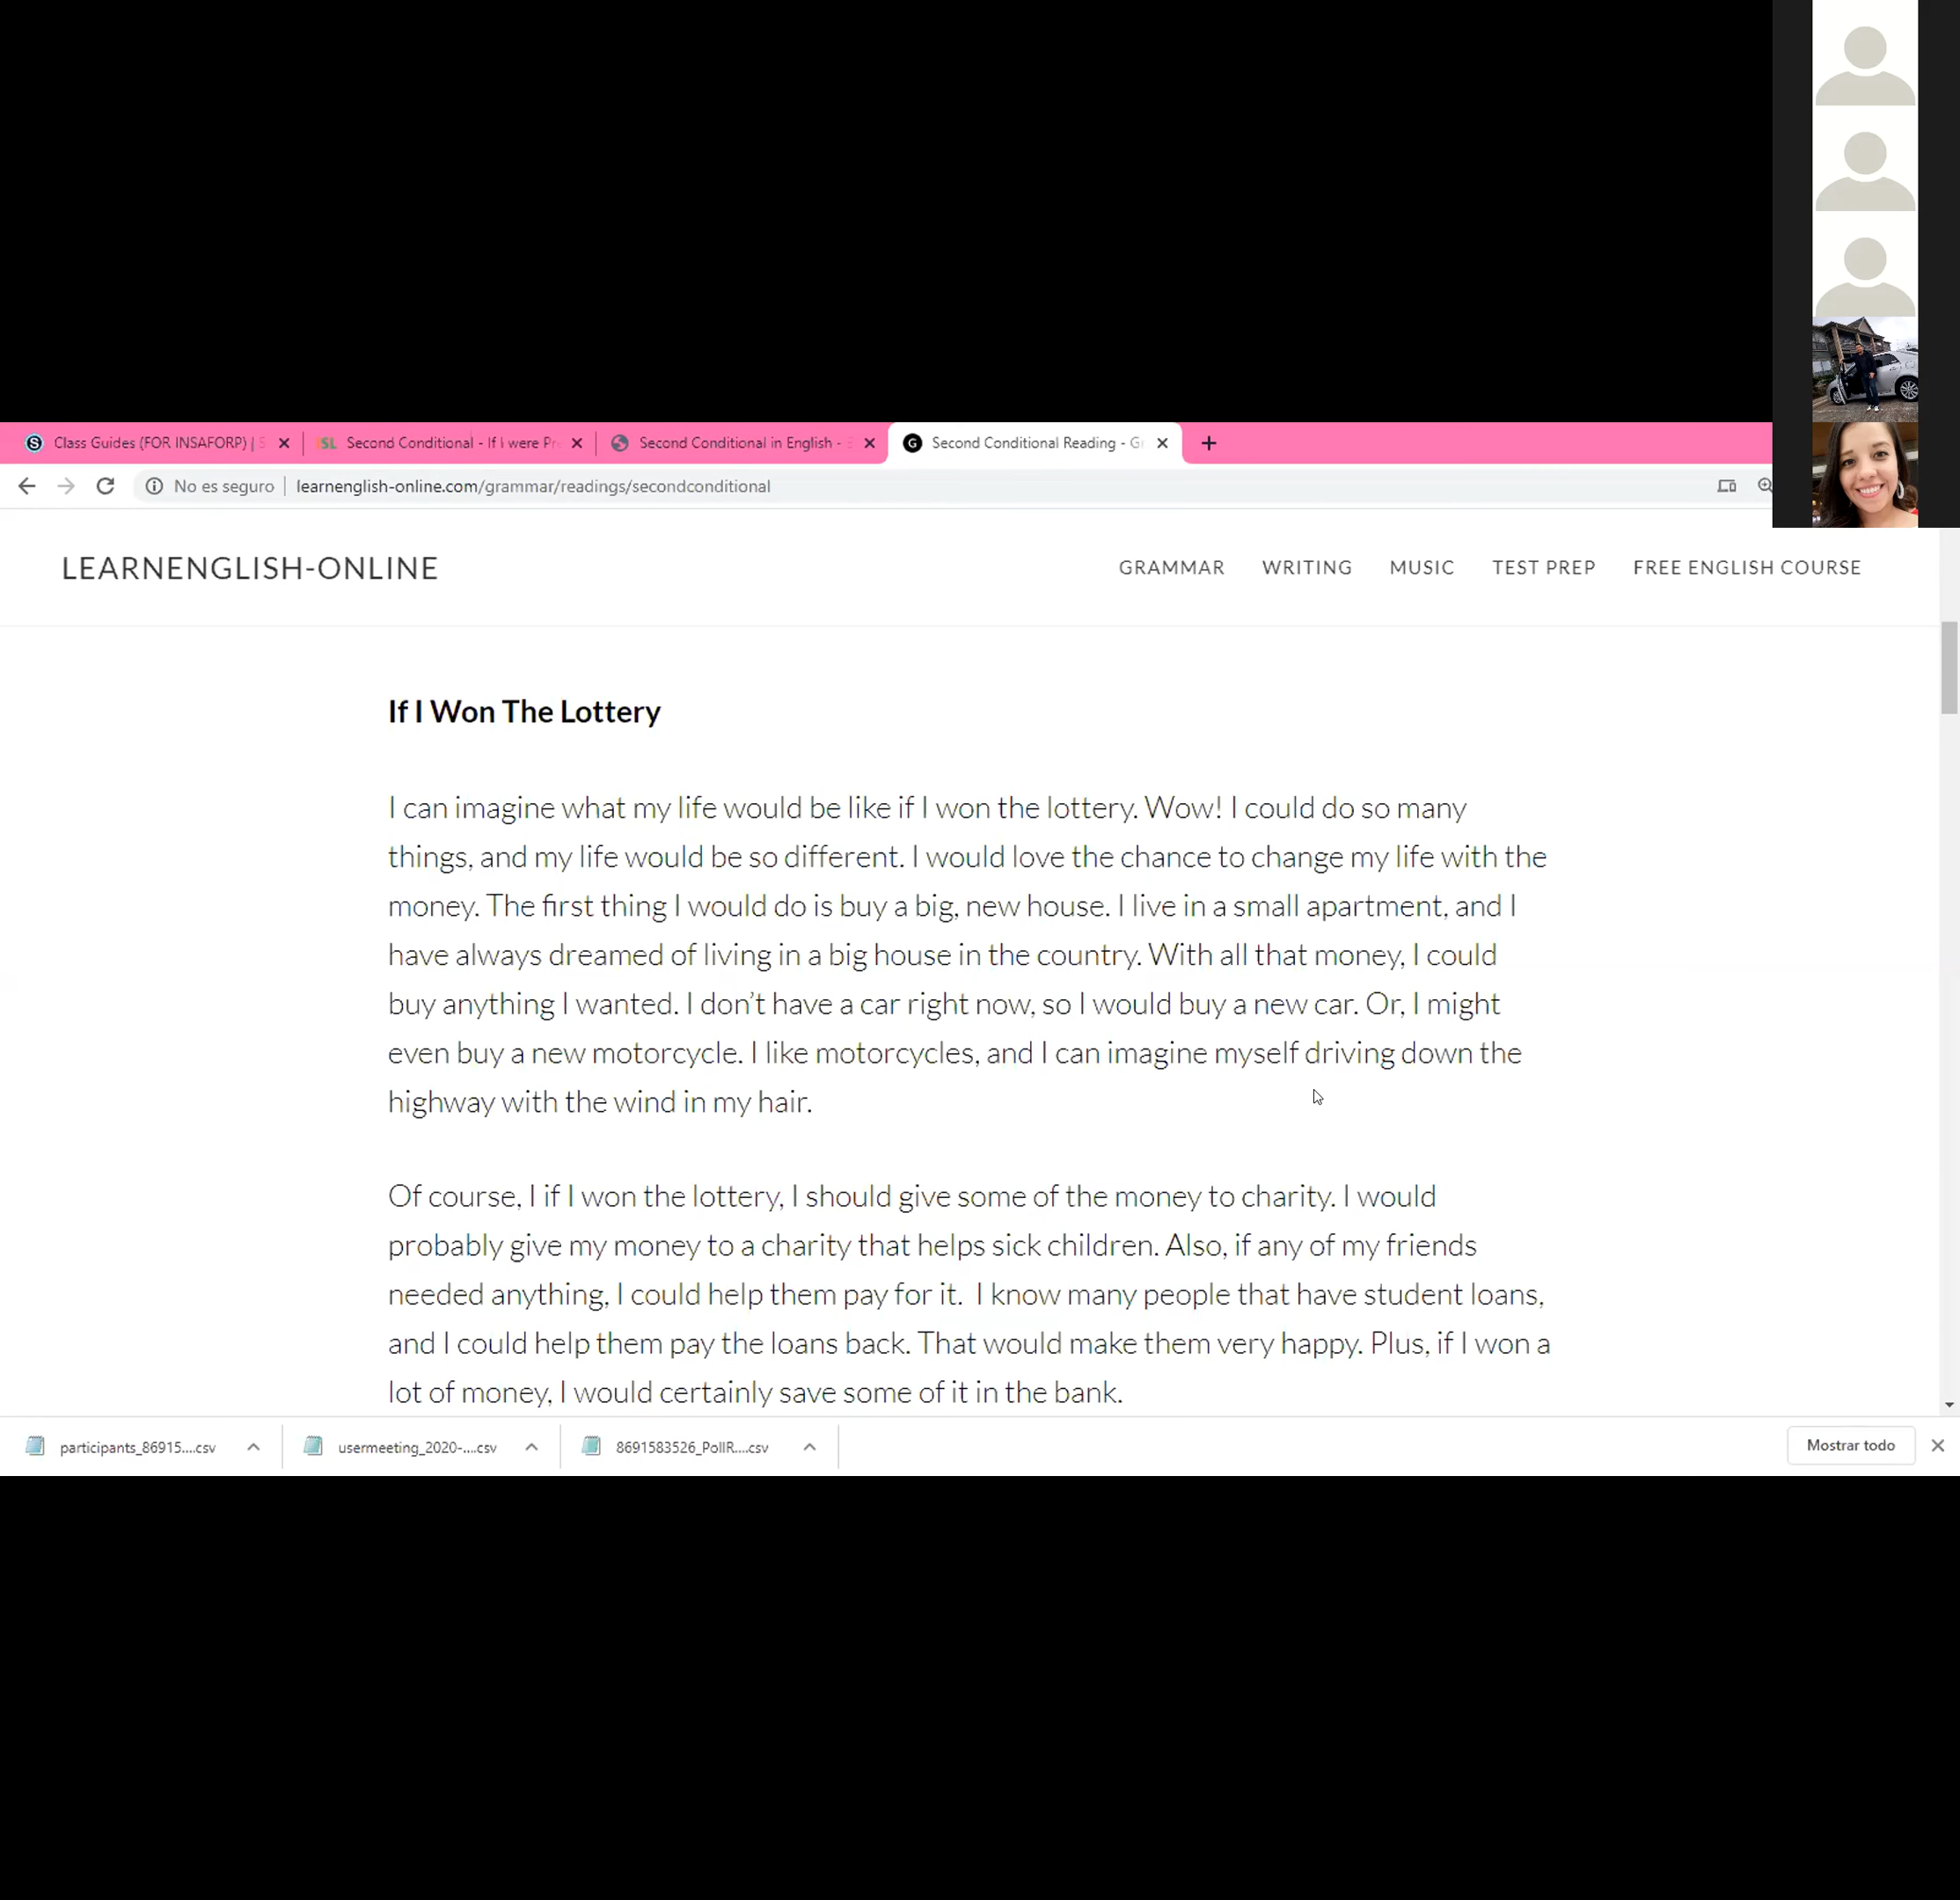 Class Guides (FOR INSAFORP) | S
SL Second Conditional - If I were Pr
Second Conditional in English -
G Second Conditional Reading - Gr
No es seguro | learnenglish-online.com/grammar/readings/secondconditional
LEARNENGLISH-ONLINE
GRAMMAR WRITING MUSIC TEST PREP FREE ENGLISH COURSE
If I Won The Lottery
I can imagine what my life would be like if I won the lottery. Wow! I could do so many
things, and my life would be so different. I would love the chance to change my life with the
money. The first thing I would do is buy a big, new house. I live in a small apartment, and I
have always dreamed of living in a big house in the country. With all that money, I could
buy anything I wanted. I don’t have a car right now, so I would buy a new car. Or, I might
even buy a new motorcycle. I like motorcycles, and I can imagine myself driving down the
highway with the wind in my hair.
Of course, I if I won the lottery, I should give some of the money to charity. I would
probably give my money to a charity that helps sick children. Also, if any of my friends
needed anything, I could help them pay for it. I know many people that have student loans,
and I could help them pay the loans back. That would make them very happy. Plus, if I won a
lot of money, I would certainly save some of it in the bank.
participants_86915....csv
usermeeting_2020-....csv
8691583526_PollR....csv
Mostrar todo